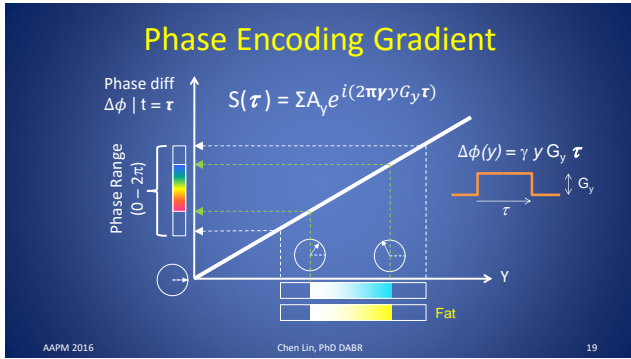 Phase Encoding Gradient
Phase diff
Δϕ | t = τ
S(τ) = ΣA_y e^{i(2πγyG_yτ)}
Δϕ(y) = γ y G_y τ
G_y
τ
Phase Range
(0 – 2π)
Y
Fat
AAPM 2016
Chen Lin, PhD DABR
19